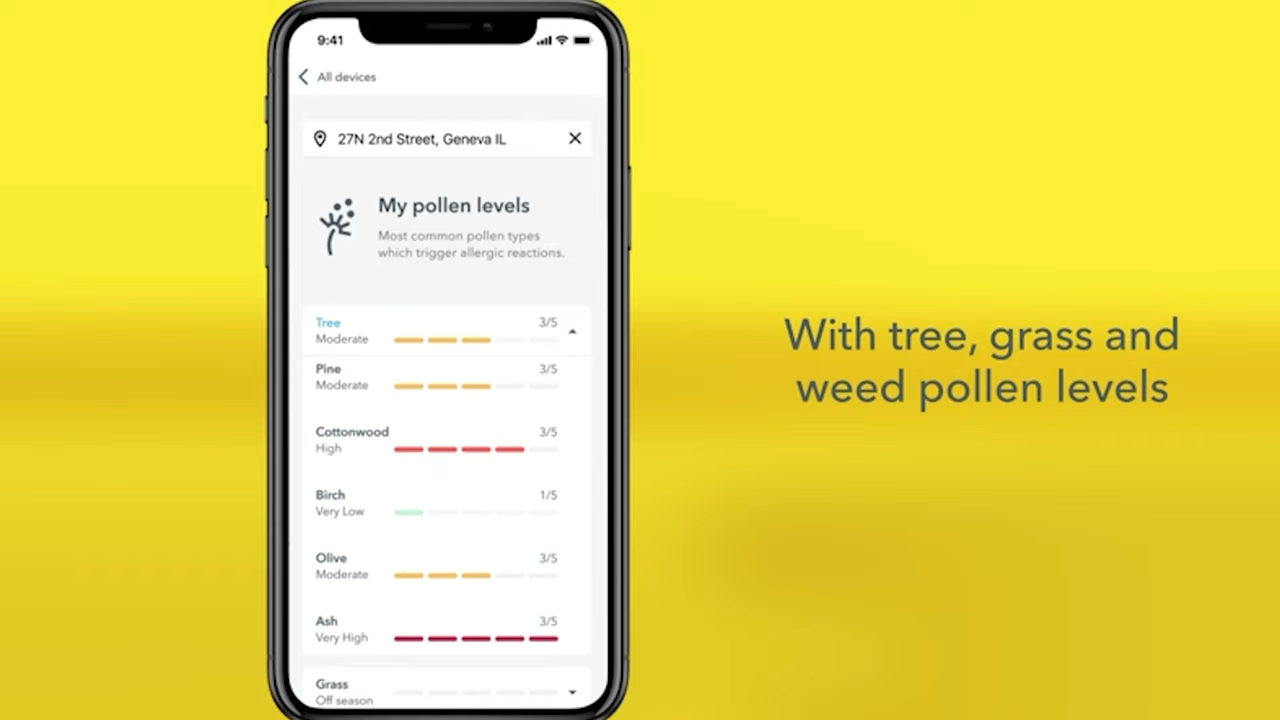 9:41
All devices
27N 2nd Street, Geneva IL
My pollen levels
Most common pollen types
which trigger allergic reactions.
Tree 3/5
Moderate
Pine 3/5
Moderate
Cottonwood 3/5
High
Birch 1/5
Very Low
Olive 3/5
Moderate
Ash 3/5
Very High
Grass
Off season
With tree, grass and
weed pollen levels